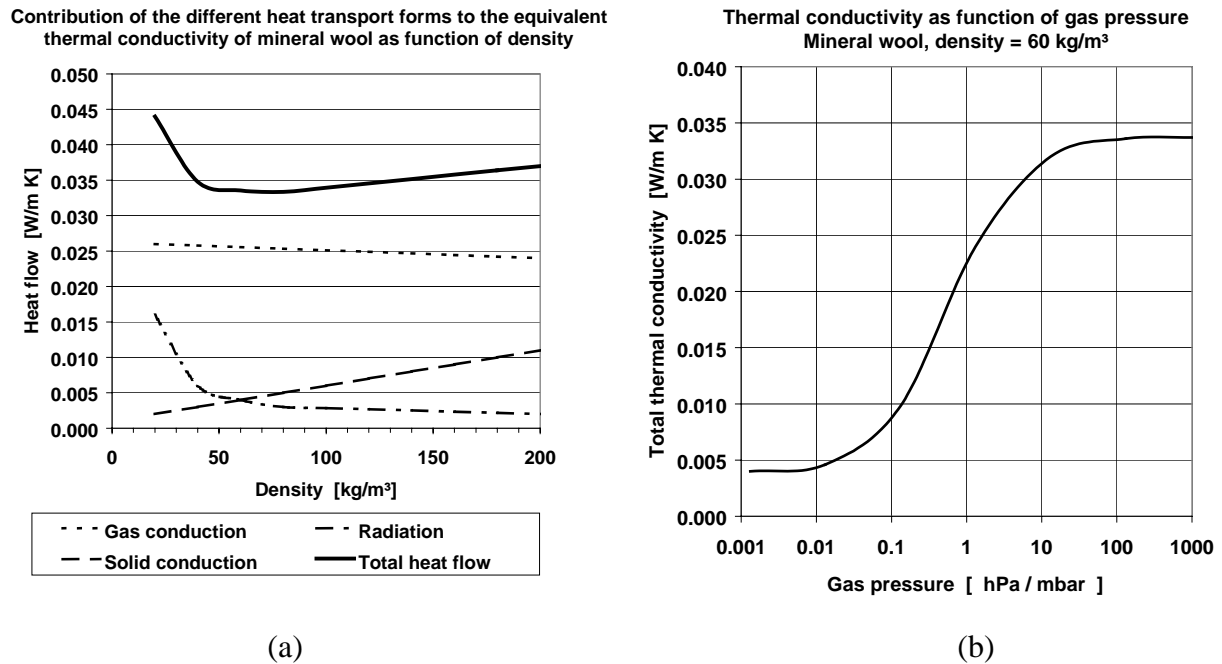 Contribution of the different heat transport forms to the equivalent
thermal conductivity of mineral wool as function of density
0.050
0.045
0.040
0.035
0.030
0.025
0.020
0.015
0.010
0.005
0.000
Heat flow [W/m K]
0 50 100 150 200
Density [kg/m³]
Gas conduction Radiation
Solid conduction Total heat flow
(a)
Thermal conductivity as function of gas pressure
Mineral wool, density = 60 kg/m³
0.040
0.035
0.030
0.025
0.020
0.015
0.010
0.005
0.000
Total thermal conductivity [W/m K]
0.001 0.01 0.1 1 10 100 1000
Gas pressure [ hPa / mbar ]
(b)